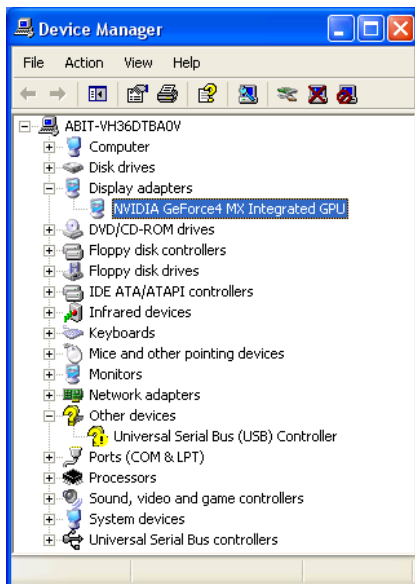 Device Manager
File Action View Help
ABIT-VH36DTBA0V
Computer
Disk drives
Display adapters
NVIDIA GeForce4 MX Integrated GPU
DVD/CD-ROM drives
Floppy disk controllers
Floppy disk drives
IDE ATA/ATAPI controllers
Infrared devices
Keyboards
Mice and other pointing devices
Monitors
Network adapters
Other devices
Universal Serial Bus (USB) Controller
Ports (COM & LPT)
Processors
Sound, video and game controllers
System devices
Universal Serial Bus controllers